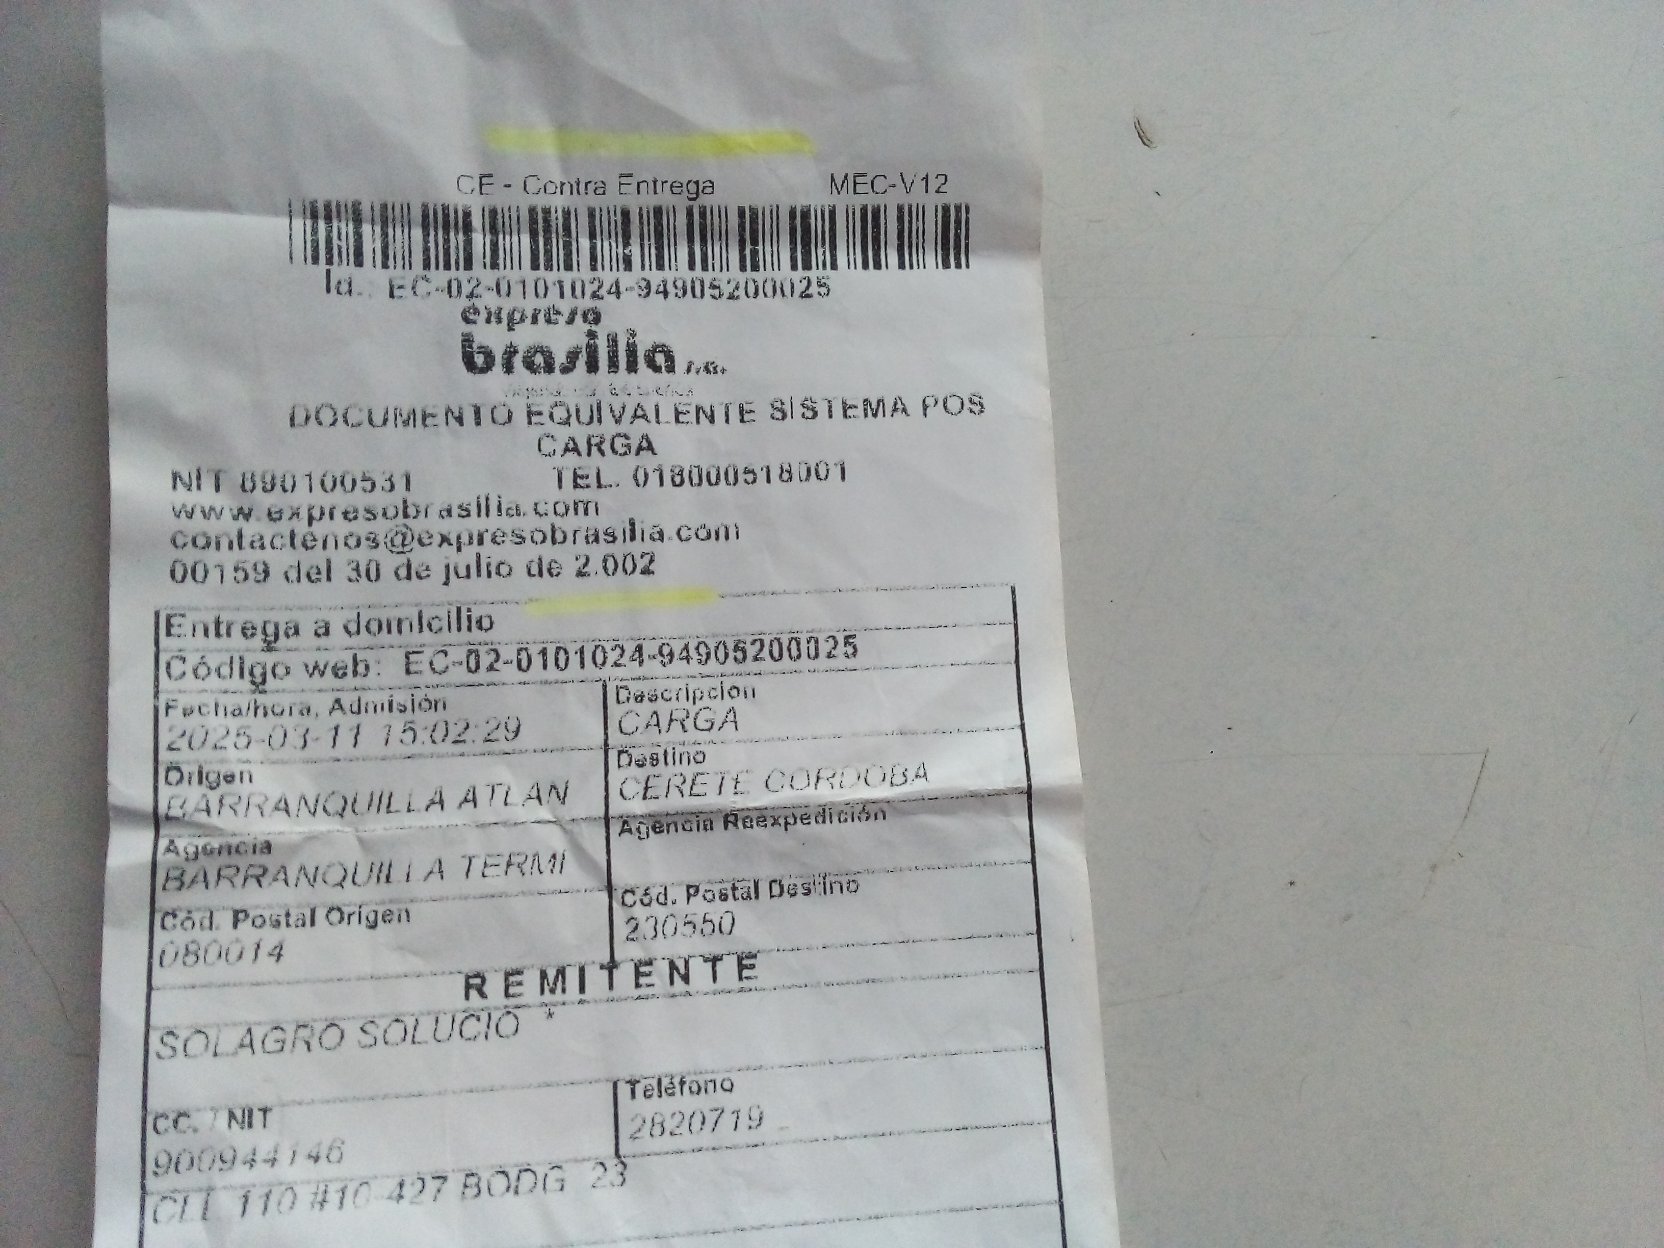 CE - Contra Entrega MEC-V12
Id.: EC-02-0101024-94905200025
expreso
brasilia s.a.
DOCUMENTO EQUIVALENTE SISTEMA POS
CARGA
NIT 890100531 TEL. 018000518001
www.expresobrasilia.com
contactenos@expresobrasilia.com
00159 del 30 de julio de 2.002
Entrega a domicilio
Código web: EC-02-0101024-94905200025
Fecha/hora, Admisión
2025-03-11 15:02:29
Descripcion
CARGA
Origen
BARRANQUILLA ATLAN
Destino
CERETE CORDOBA
Agencia
BARRANQUILLA TERMI
Agencia Reexpedición
Cód. Postal Origen
080014
Cód. Postal Destino
230550
REMITENTE
SOLAGRO SOLUCIO *
CC. / NIT
900944146
Teléfono
2820719
CLL 110 #10-427 BODG 23